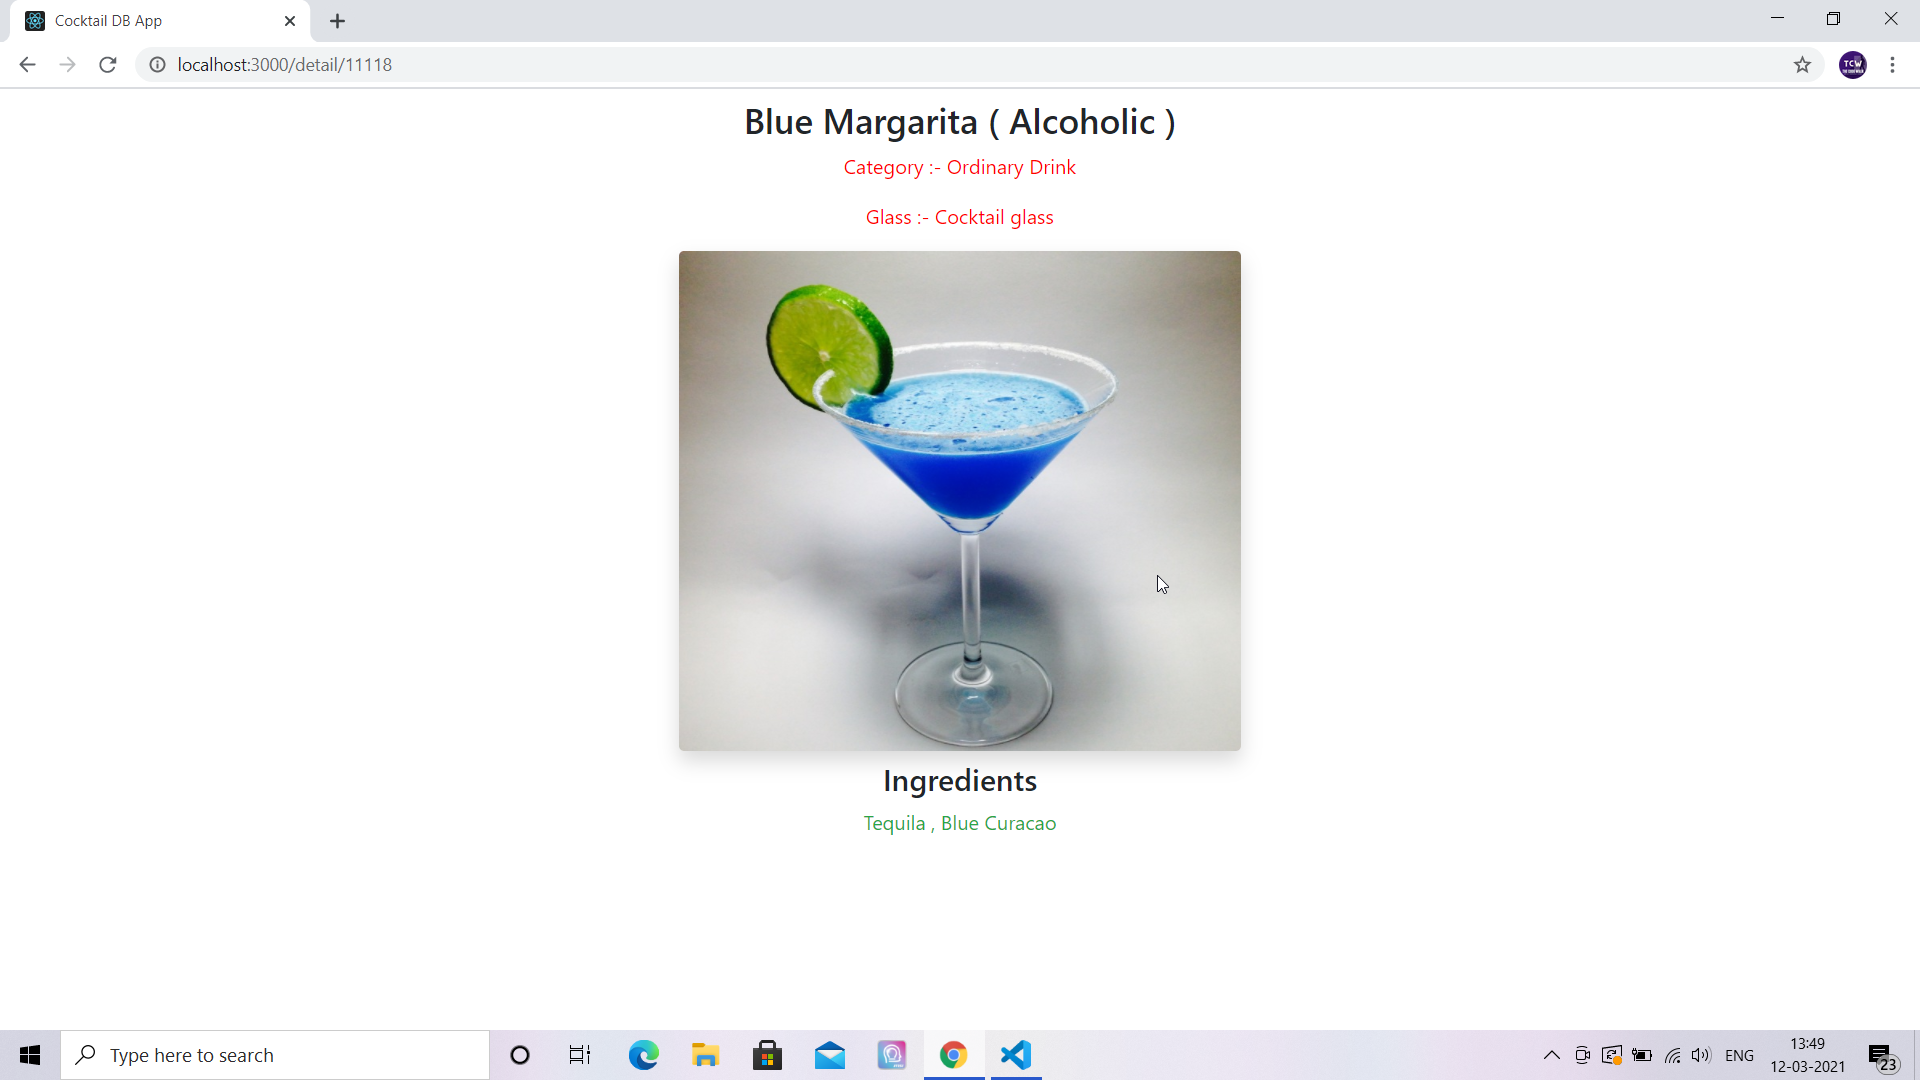 Cocktail DB App
localhost:3000/detail/11118
TCW
Blue Margarita ( Alcoholic )
Category :- Ordinary Drink
Glass :- Cocktail glass
Ingredients
Tequila , Blue Curacao
Type here to search
ENG
13:49
12-03-2021
23